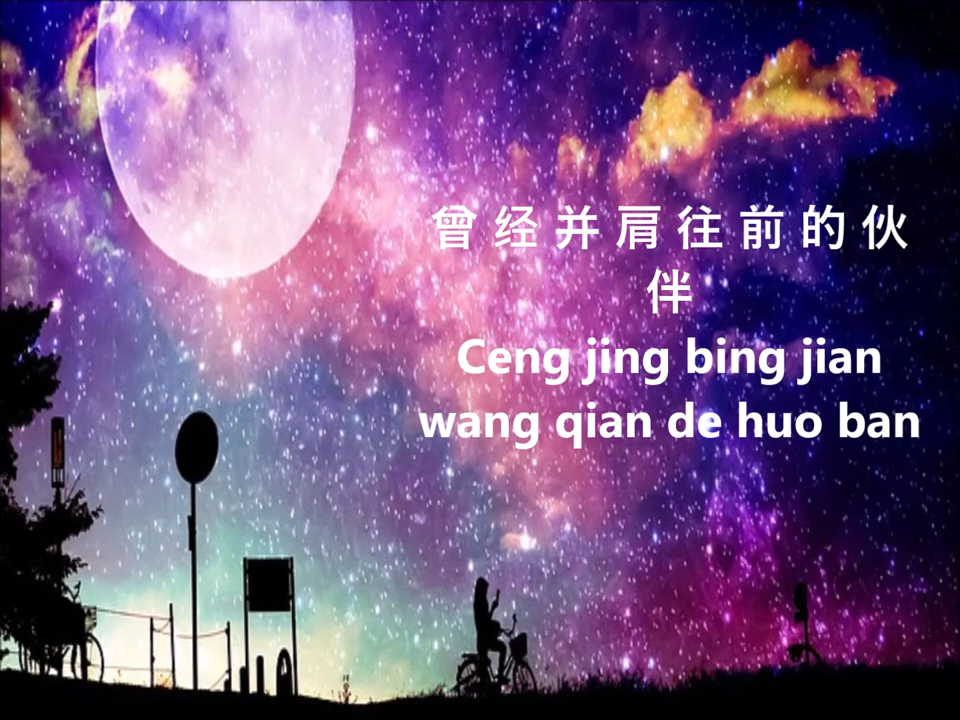 曾 经 并 肩 往 前 的 伙
伴
Ceng jing bing jian
wang qian de huo ban